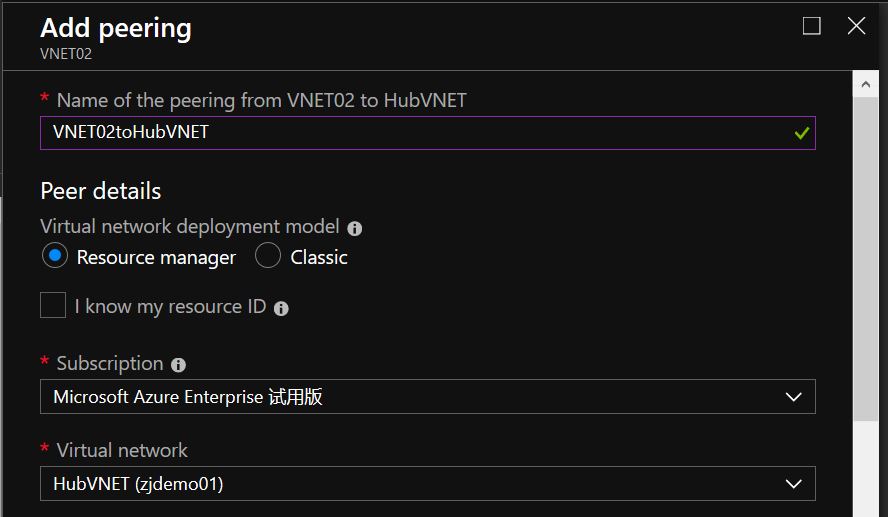 Add peering
VNET02
* Name of the peering from VNET02 to HubVNET
VNET02toHubVNET
Peer details
Virtual network deployment model
Resource manager Classic
I know my resource ID
* Subscription
Microsoft Azure Enterprise 试用版
* Virtual network
HubVNET (zjdemo01)